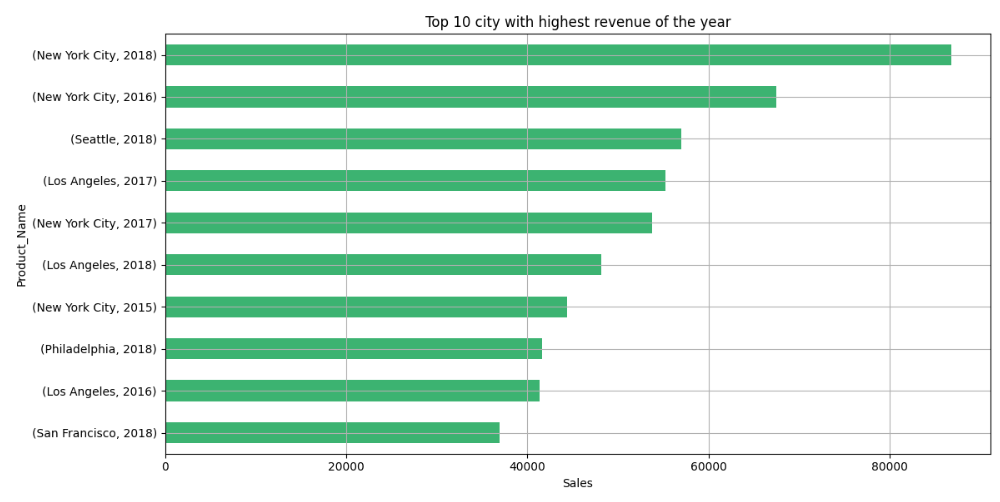 Top 10 city with highest revenue of the year
(New York City, 2018)
(New York City, 2016)
(Seattle, 2018)
(Los Angeles, 2017)
(New York City, 2017)
(Los Angeles, 2018)
(New York City, 2015)
(Philadelphia, 2018)
(Los Angeles, 2016)
(San Francisco, 2018)
Product_Name
0 20000 40000 60000 80000
Sales